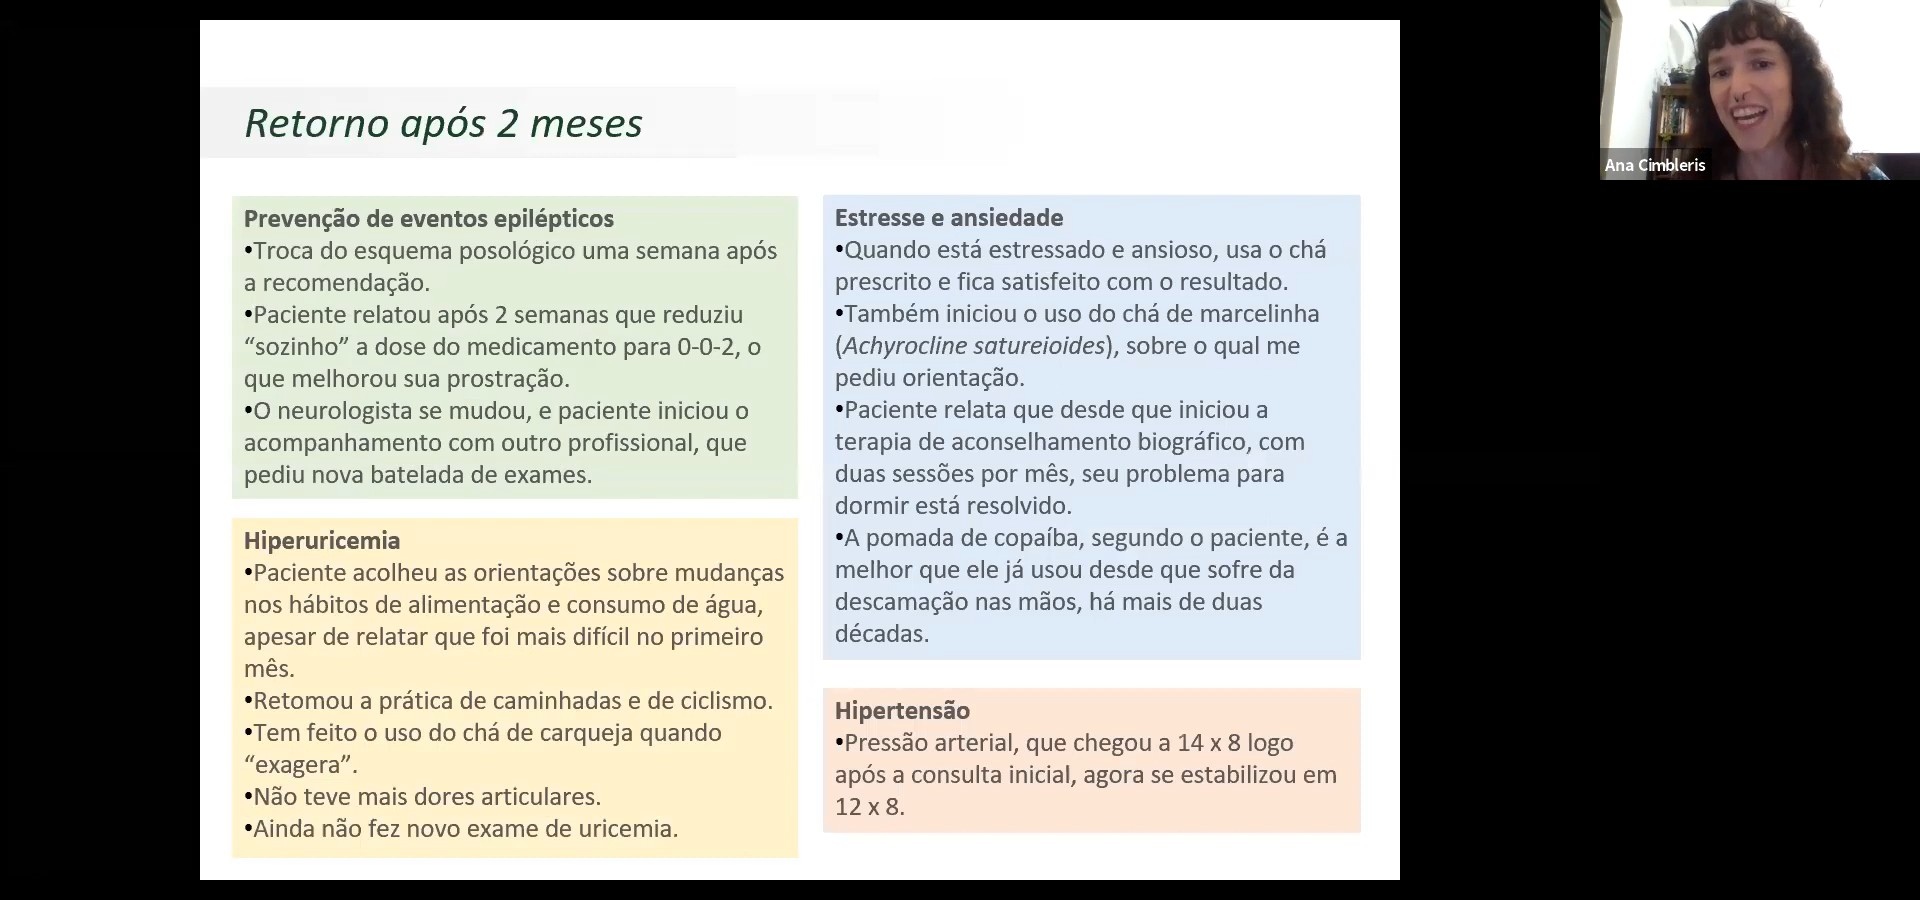 Retorno após 2 meses
Prevenção de eventos epilépticos
•Troca do esquema posológico uma semana após
a recomendação.
•Paciente relatou após 2 semanas que reduziu
“sozinho” a dose do medicamento para 0-0-2, o
que melhorou sua prostração.
•O neurologista se mudou, e paciente iniciou o
acompanhamento com outro profissional, que
pediu nova batelada de exames.
Hiperuricemia
•Paciente acolheu as orientações sobre mudanças
nos hábitos de alimentação e consumo de água,
apesar de relatar que foi mais difícil no primeiro
mês.
•Retomou a prática de caminhadas e de ciclismo.
•Tem feito o uso do chá de carqueja quando
“exagera”.
•Não teve mais dores articulares.
•Ainda não fez novo exame de uricemia.
Estresse e ansiedade
•Quando está estressado e ansioso, usa o chá
prescrito e fica satisfeito com o resultado.
•Também iniciou o uso do chá de marcelinha
(Achyrocline satureioides), sobre o qual me
pediu orientação.
•Paciente relata que desde que iniciou a
terapia de aconselhamento biográfico, com
duas sessões por mês, seu problema para
dormir está resolvido.
•A pomada de copaíba, segundo o paciente, é a
melhor que ele já usou desde que sofre da
descamação nas mãos, há mais de duas
décadas.
Hipertensão
•Pressão arterial, que chegou a 14 x 8 logo
após a consulta inicial, agora se estabilizou em
12 x 8.
Ana Cimbleris